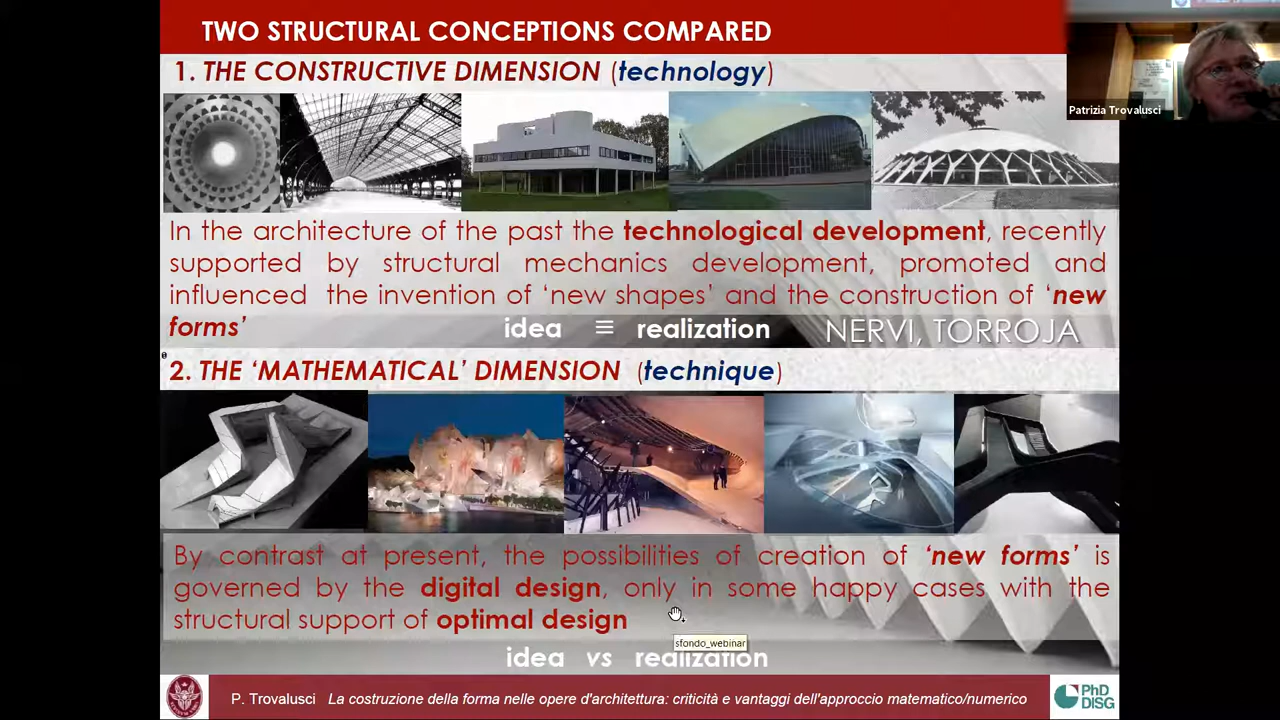 TWO STRUCTURAL CONCEPTIONS COMPARED
1. THE CONSTRUCTIVE DIMENSION (technology)
Patrizia Trovalusci
In the architecture of the past the technological development, recently
supported by structural mechanics development, promoted and
influenced the invention of ‘new shapes’ and the construction of ‘new
forms’
idea ≡ realization NERVI, TORROJA
2. THE ‘MATHEMATICAL’ DIMENSION (technique)
By contrast at present, the possibilities of creation of ‘new forms’ is
governed by the digital design, only in some happy cases with the
structural support of optimal design
sfondo_webinar
idea vs realization
P. Trovalusci La costruzione della forma nelle opere d'architettura: criticità e vantaggi dell'approccio matematico/numerico
PhD
DISG